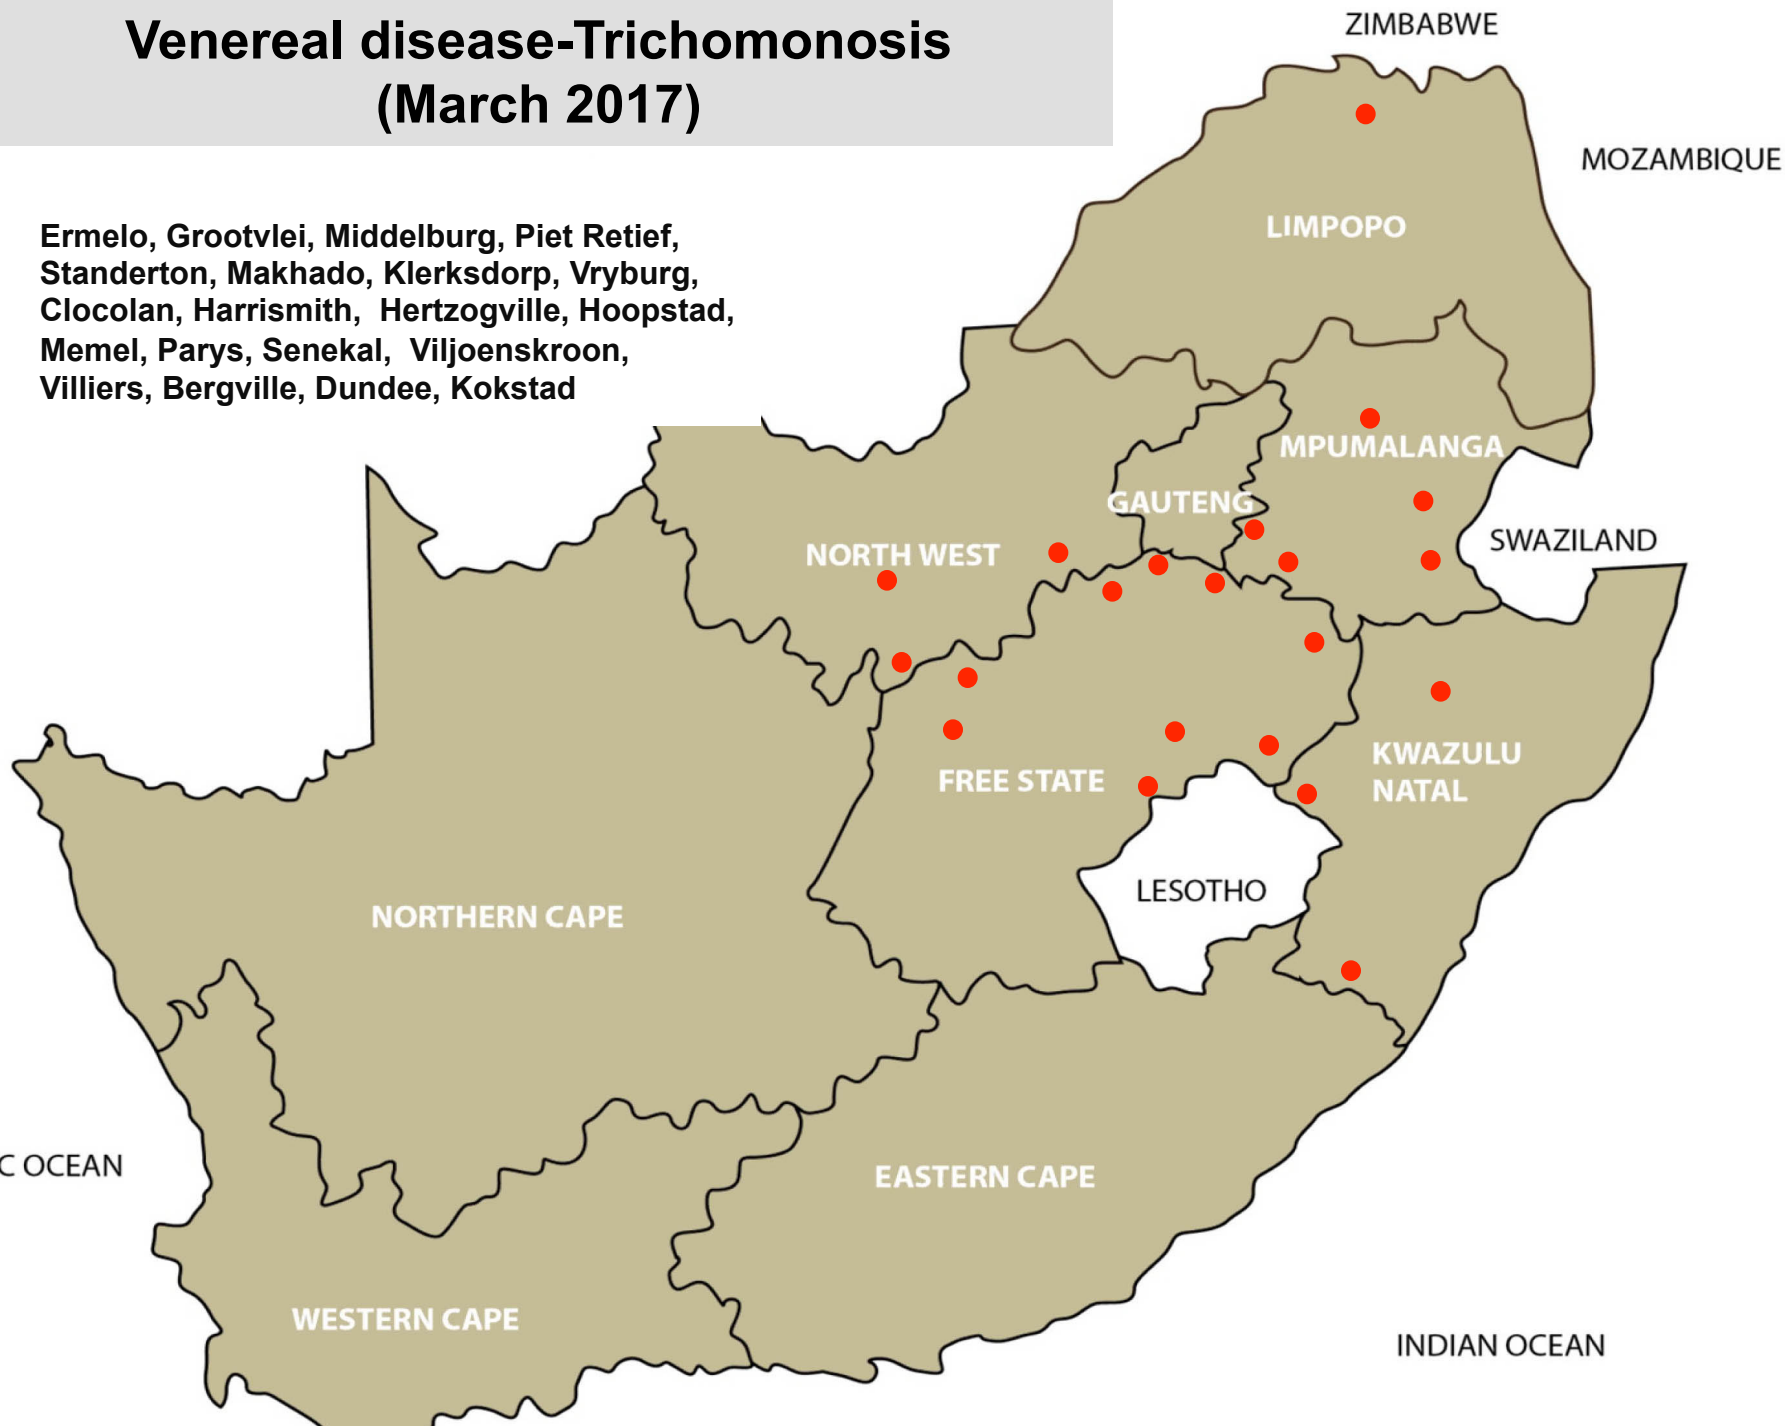 Venereal disease-Trichomonosis
(March 2017)
Ermelo, Grootvlei, Middelburg, Piet Retief,
Standerton, Makhado, Klerksdorp, Vryburg,
Clocolan, Harrismith,  Hertzogville, Hoopstad,
Memel, Parys, Senekal,  Viljoenskroon,
Villiers, Bergville, Dundee, Kokstad
ZIMBABWE
MOZAMBIQUE
LIMPOPO
MPUMALANGA
GAUTENG
SWAZILAND
NORTH WEST
KWAZULU
NATAL
FREE STATE
LESOTHO
NORTHERN CAPE
C OCEAN
EASTERN CAPE
WESTERN CAPE
INDIAN OCEAN